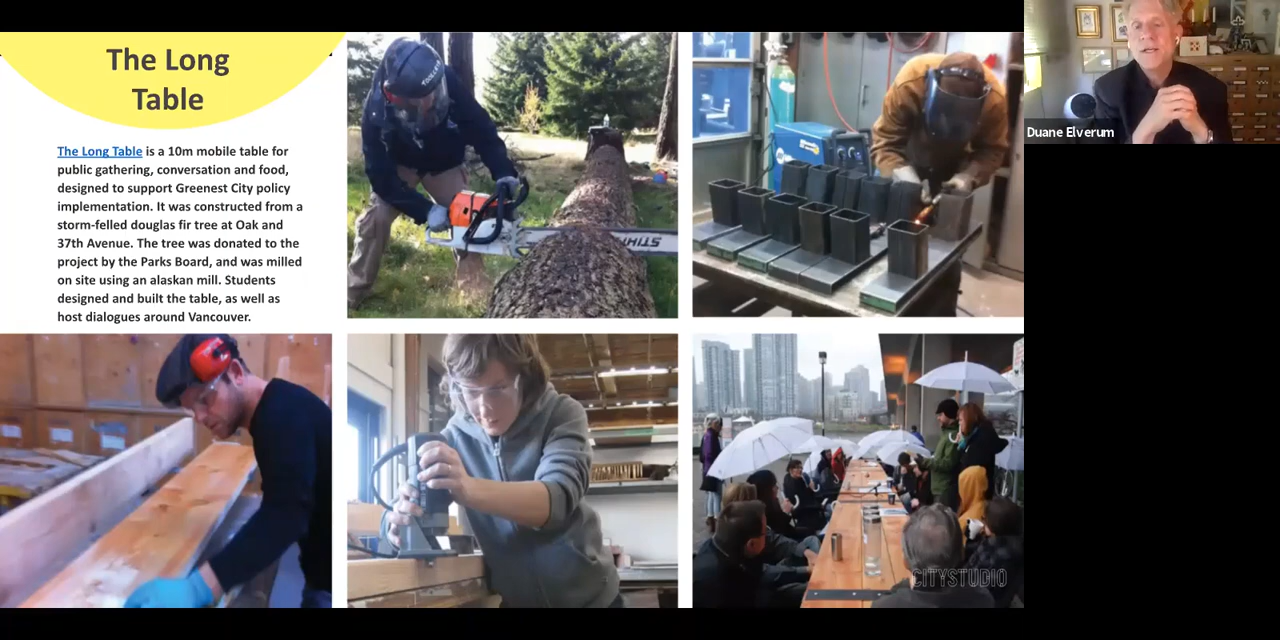 The Long
Table
The Long Table is a 10m mobile table for
public gathering, conversation and food,
designed to support Greenest City policy
implementation. It was constructed from a
storm-felled douglas fir tree at Oak and
37th Avenue. The tree was donated to the
project by the Parks Board, and was milled
on site using an alaskan mill. Students
designed and built the table, as well as
host dialogues around Vancouver.
STIHL
CITYSTUDIO
Duane Elverum